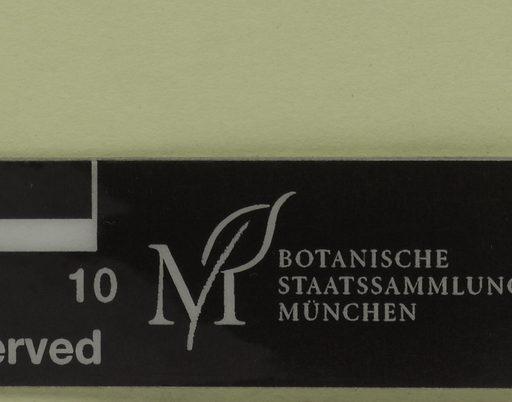 10
erved
BOTANISCHE
STAATSSAMMLUNG
MÜNCHEN